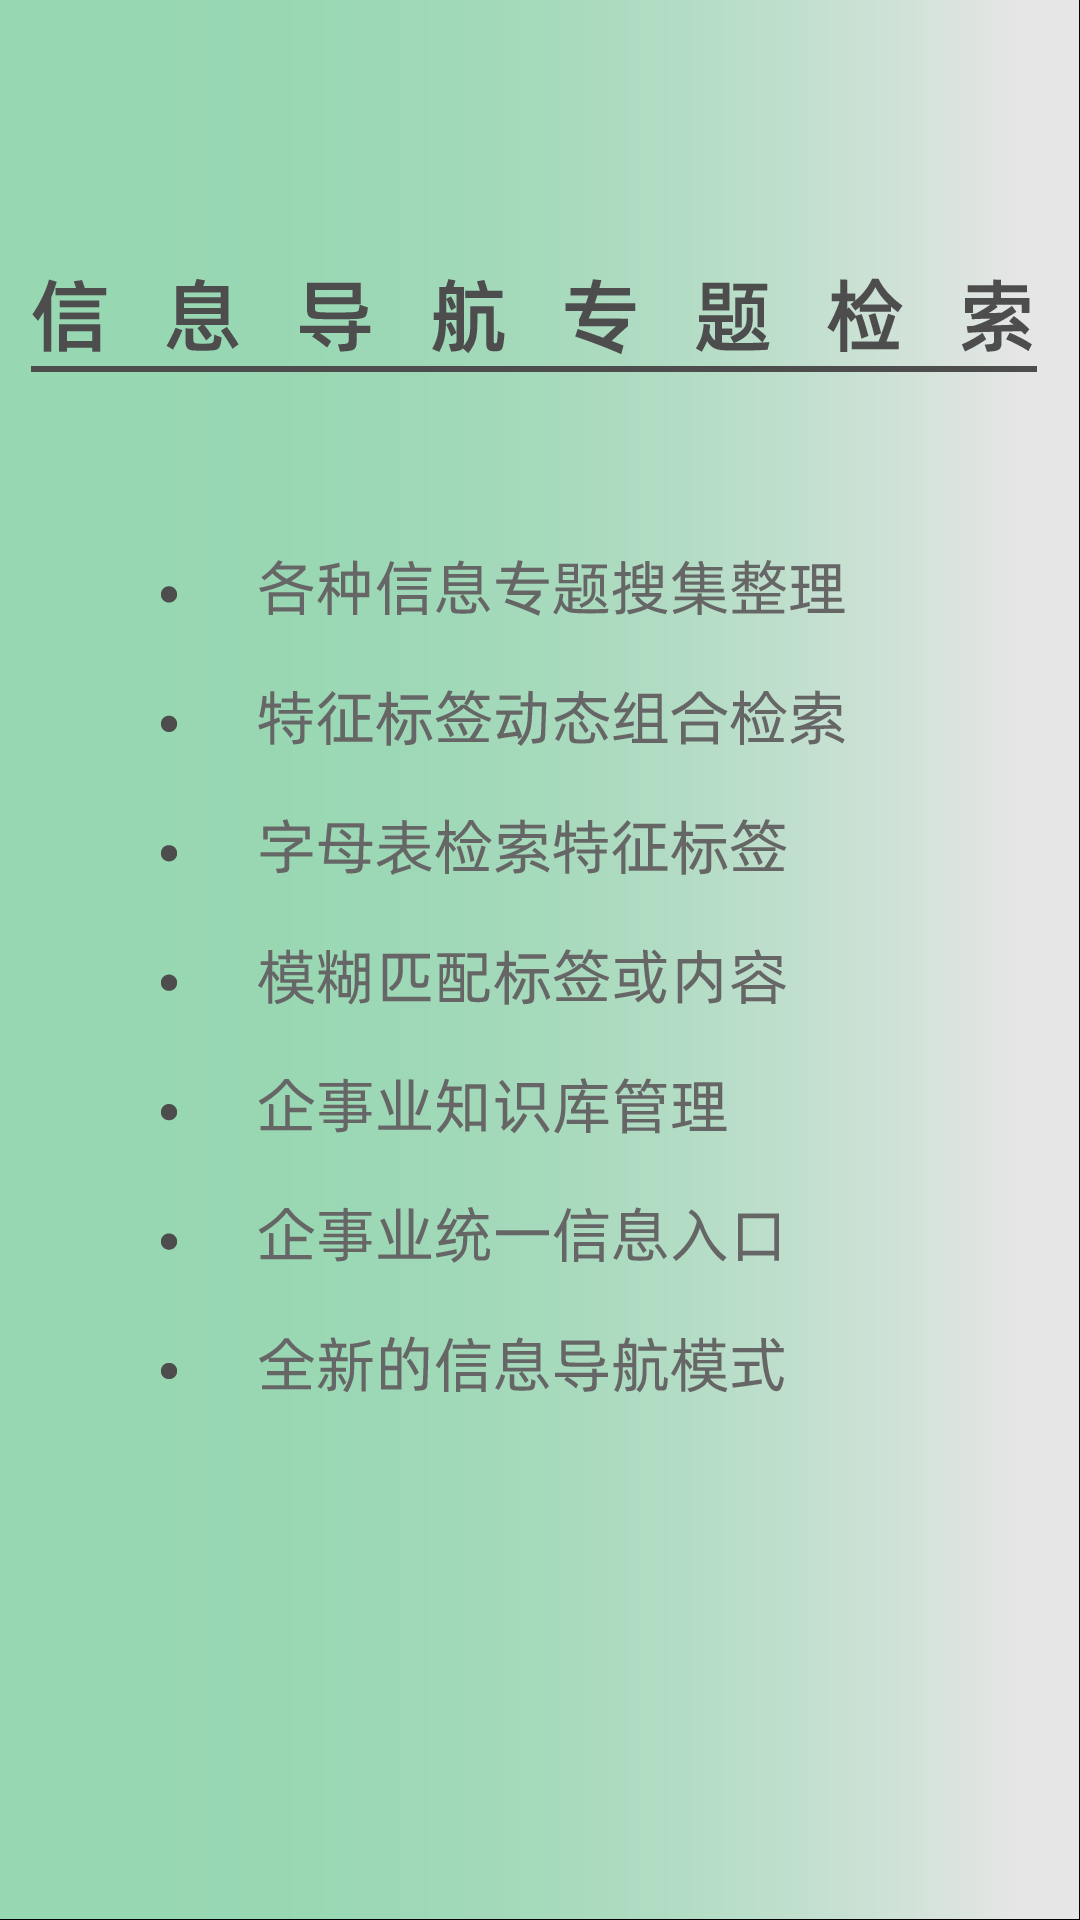 信息导航专题检索
• 各种信息专题搜集整理
• 特征标签动态组合检索
• 字母表检索特征标签
• 模糊匹配标签或内容
• 企事业知识库管理
• 企事业统一信息入口
• 全新的信息导航模式